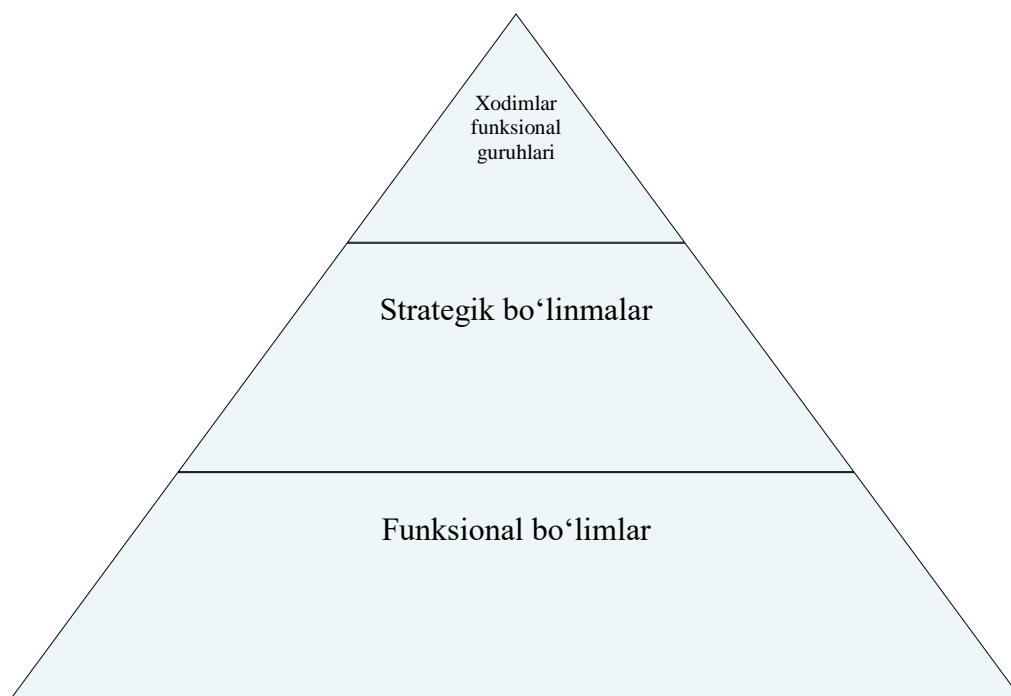 Xodimlar
funksional
guruhlari
Strategik bo‘linmalar
Funksional bo‘limlar